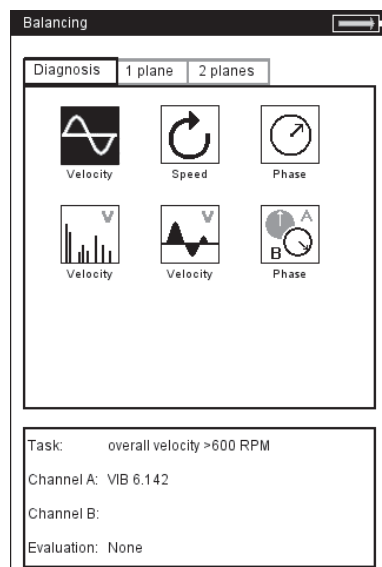 Balancing
Diagnosis 1 plane 2 planes
Velocity Speed Phase
V V A
B
Velocity Velocity Phase
Task: overall velocity >600 RPM
Channel A: VIB 6.142
Channel B:
Evaluation: None